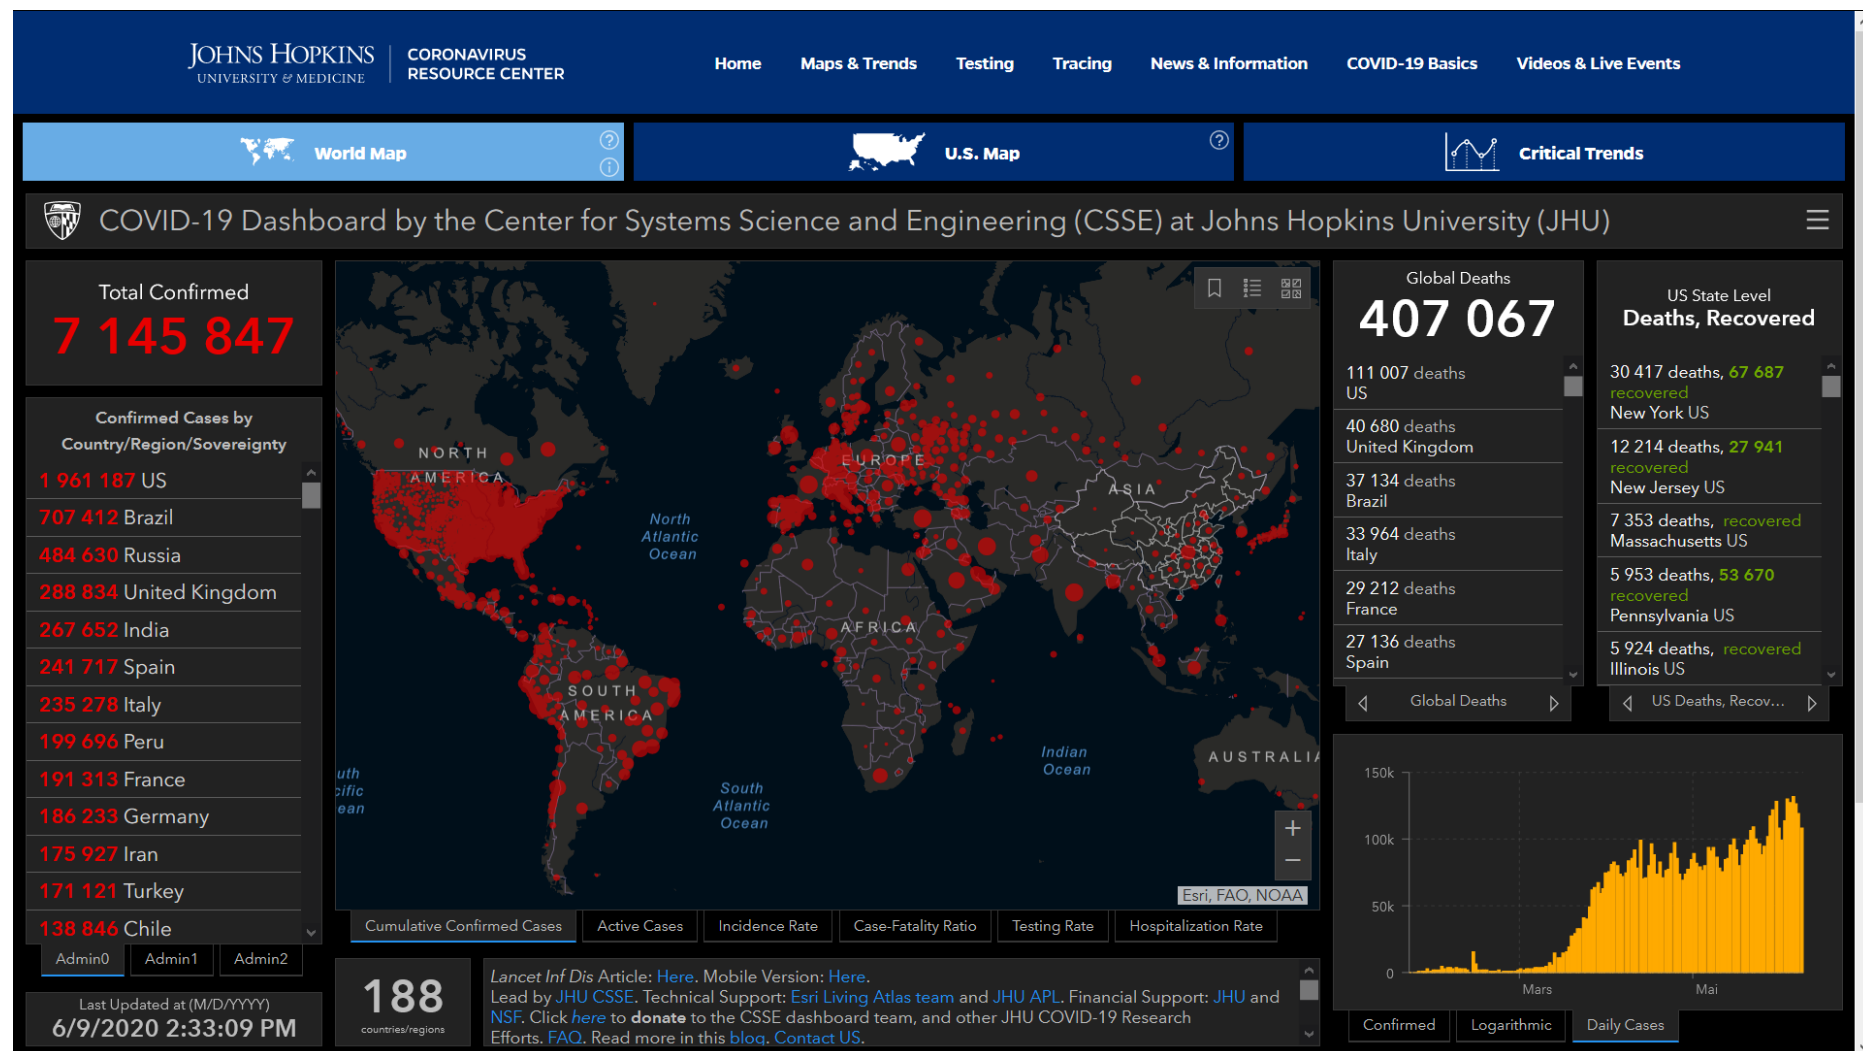 JOHNS HOPKINS
UNIVERSITY & MEDICINE
CORONAVIRUS
RESOURCE CENTER
Home
Maps & Trends
Testing
Tracing
News & Information
COVID-19 Basics
Videos & Live Events
World Map
U.S. Map
Critical Trends
COVID-19 Dashboard by the Center for Systems Science and Engineering (CSSE) at Johns Hopkins University (JHU)
Total Confirmed
7 145 847
Confirmed Cases by
Country/Region/Sovereignty
1 961 187 US
707 412 Brazil
484 630 Russia
288 834 United Kingdom
267 652 India
241 717 Spain
235 278 Italy
199 696 Peru
191 313 France
186 233 Germany
175 927 Iran
171 121 Turkey
138 846 Chile
Admin0
Admin1
Admin2
Last Updated at (M/D/YYYY)
6/9/2020 2:33:09 PM
NORTH
AMERICA
North
Atlantic
Ocean
EUROPE
ASIA
AFRICA
SOUTH
AMERICA
uth
cific
ean
South
Atlantic
Ocean
Indian
Ocean
AUSTRALIA
Esri, FAO, NOAA
Cumulative Confirmed Cases
Active Cases
Incidence Rate
Case-Fatality Ratio
Testing Rate
Hospitalization Rate
188
countries/regions
Lancet Inf Dis Article: Here. Mobile Version: Here.
Lead by JHU CSSE. Technical Support: Esri Living Atlas team and JHU APL. Financial Support: JHU and
NSF. Click here to donate to the CSSE dashboard team, and other JHU COVID-19 Research
Efforts. FAQ. Read more in this blog. Contact US.
Global Deaths
407 067
111 007 deaths
US
40 680 deaths
United Kingdom
37 134 deaths
Brazil
33 964 deaths
Italy
29 212 deaths
France
27 136 deaths
Spain
Global Deaths
US State Level
Deaths, Recovered
30 417 deaths, 67 687
recovered
New York US
12 214 deaths, 27 941
recovered
New Jersey US
7 353 deaths, recovered
Massachusetts US
5 953 deaths, 53 670
recovered
Pennsylvania US
5 924 deaths, recovered
Illinois US
US Deaths, Recov...
150k
100k
50k
0
Mars
Mai
Confirmed
Logarithmic
Daily Cases